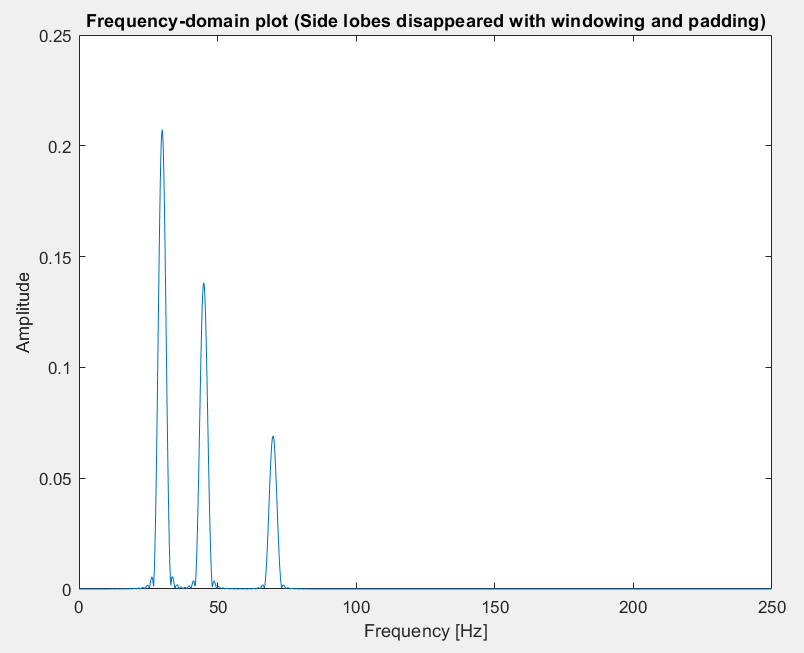 Frequency-domain plot (Side lobes disappeared with windowing and padding)
0.25
0.2
0.15
0.1
0.05
0
Amplitude
0 50 100 150 200 250
Frequency [Hz]